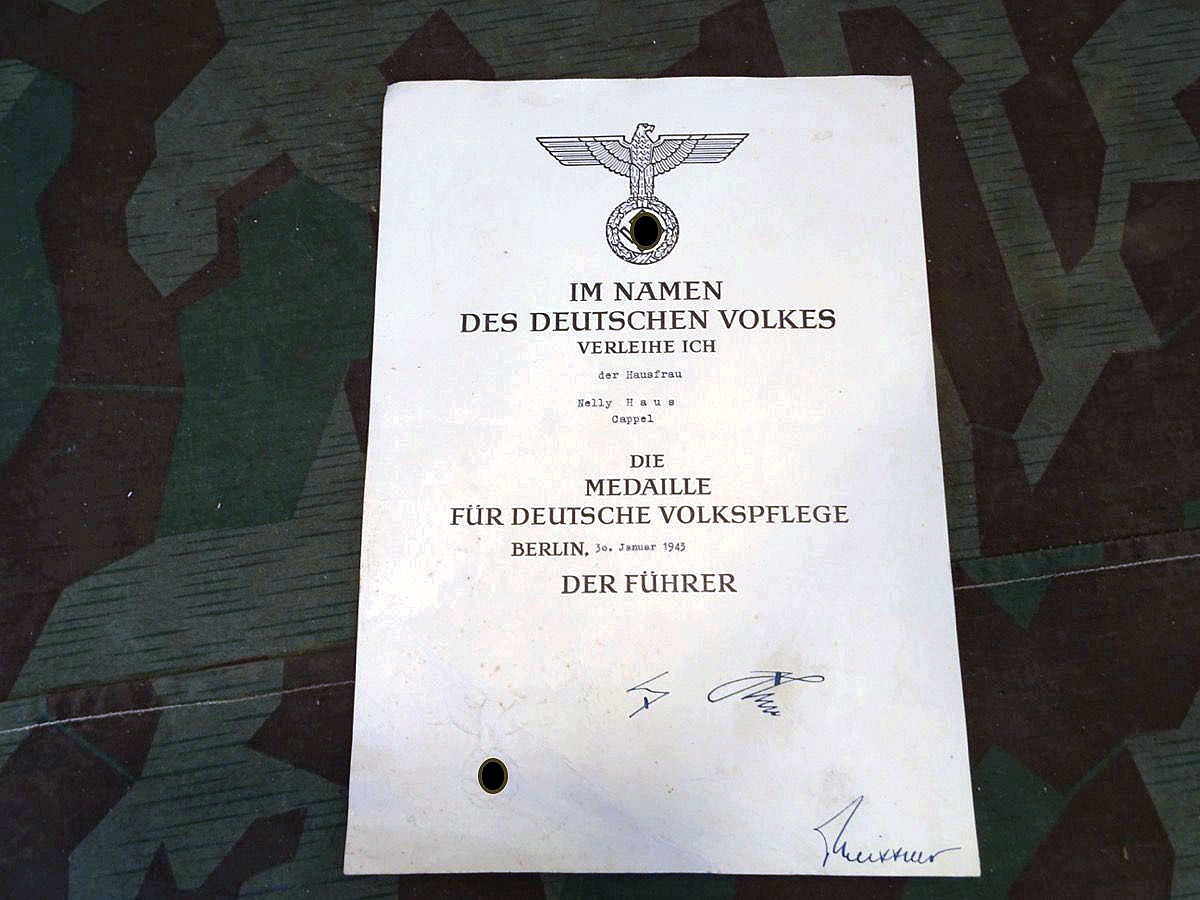 IM NAMEN
DES DEUTSCHEN VOLKES
VERLEIHE ICH
der Hausfrau
Nelly H a u s
Cappel
DIE
MEDAILLE
FÜR DEUTSCHE VOLKSPFLEGE
BERLIN, 30. Januar 1943
DER FÜHRER